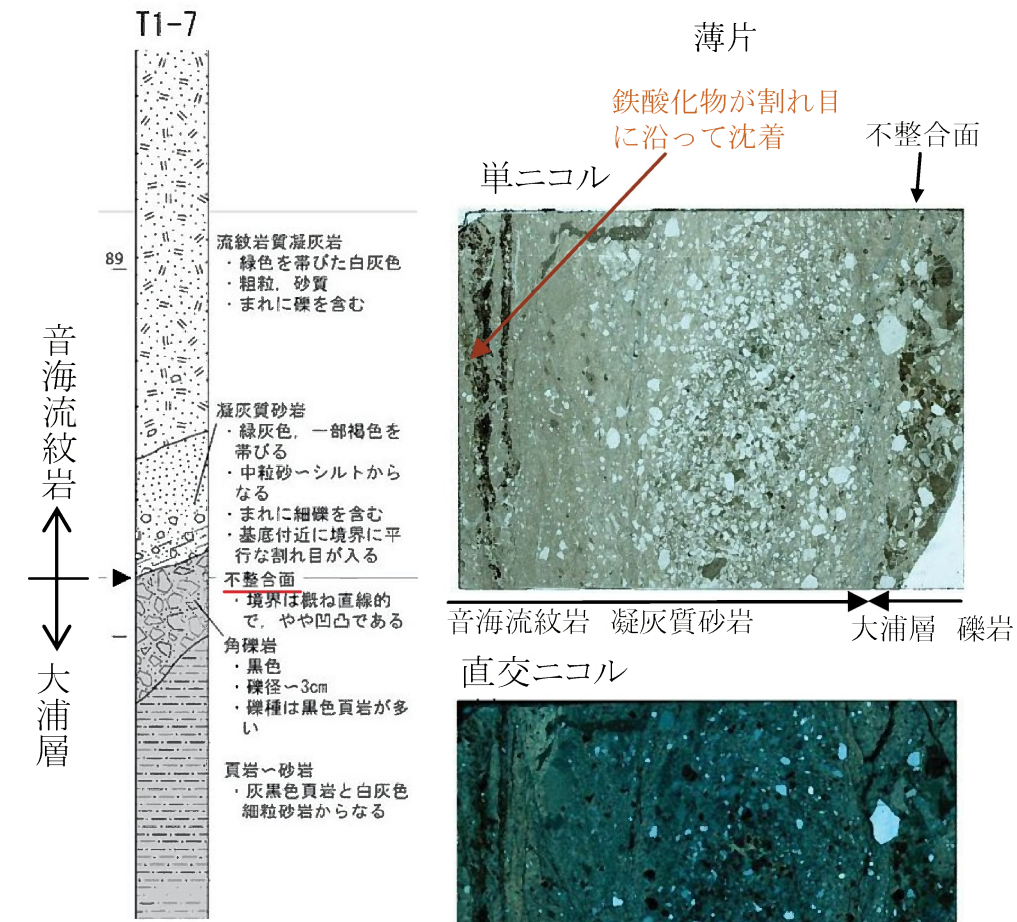 T1-7
89
流紋岩質凝灰岩
・緑色を帯びた白灰色
・粗粒，砂質
・まれに礫を含む
凝灰質砂岩
・緑灰色，一部褐色を
帯びる
・中粒砂〜シルトから
なる
・まれに細礫を含む
・基底付近に境界に平
行な割れ目が入る
不整合面
・境界は概ね直線的
で，やや凹凸である
角礫岩
・黒色
・礫径〜3cm
・礫種は黒色頁岩が多
い
頁岩〜砂岩
・灰黒色頁岩と白灰色
細粒砂岩からなる
音海流紋岩
大浦層
薄片
鉄酸化物が割れ目
に沿って沈着
不整合面
単ニコル
音海流紋岩 凝灰質砂岩
大浦層 礫岩
直交ニコル